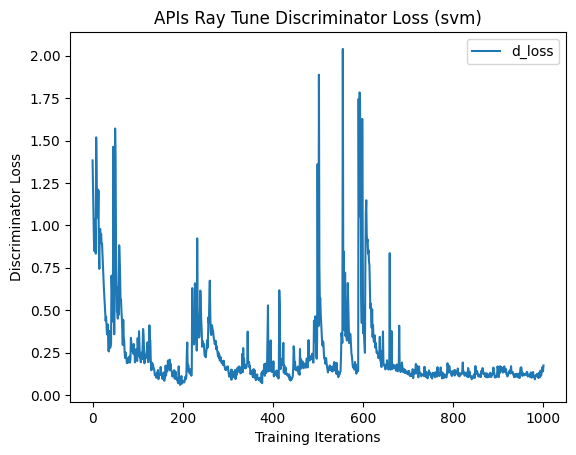 APIs Ray Tune Discriminator Loss (svm)
d_loss
2.00
1.75
1.50
1.25
1.00
0.75
0.50
0.25
0.00
Discriminator Loss
0 200 400 600 800 1000
Training Iterations